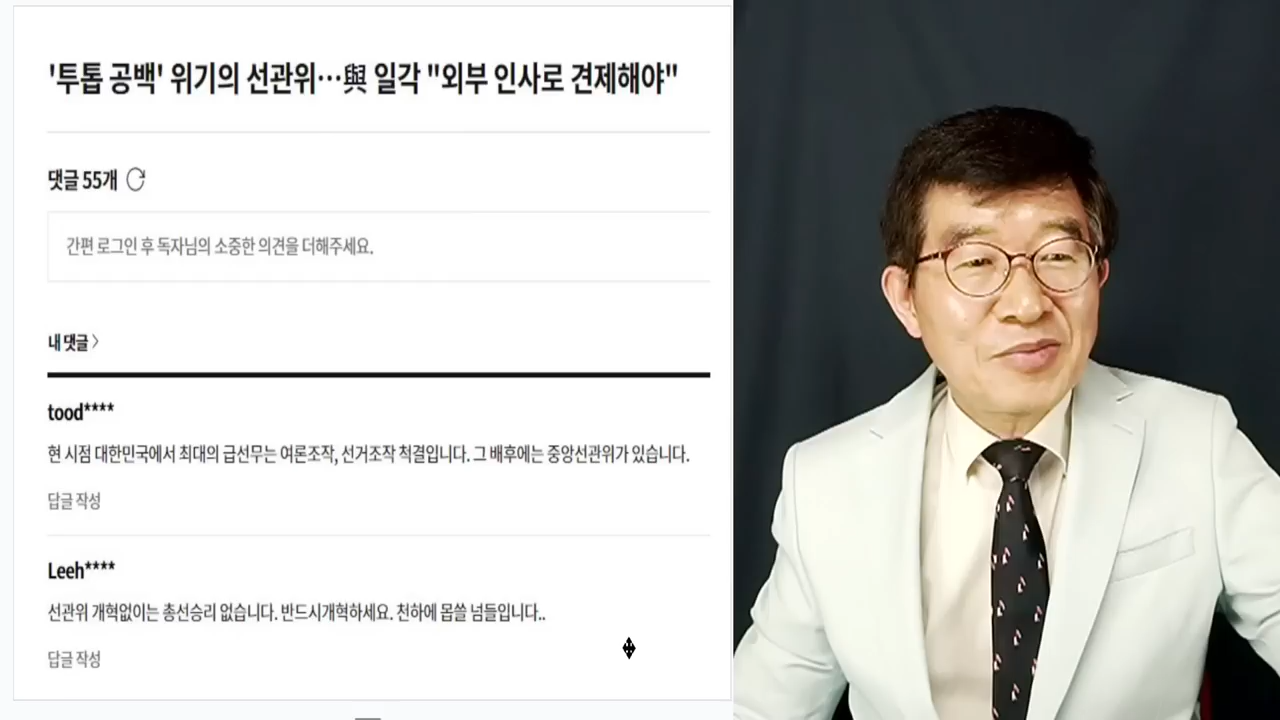 '투톱 공백' 위기의 선관위…與 일각 "외부 인사로 견제해야"
댓글 55개
간편 로그인 후 독자님의 소중한 의견을 더해주세요.
내 댓글 〉
tood****
현 시점 대한민국에서 최대의 급선무는 여론조작, 선거조작 척결입니다. 그 배후에는 중앙선관위가 있습니다.
답글 작성
Leeh****
선관위 개혁없이는 총선승리 없습니다. 반드시개혁하세요. 천하에 몹쓸 넘들입니다..
답글 작성